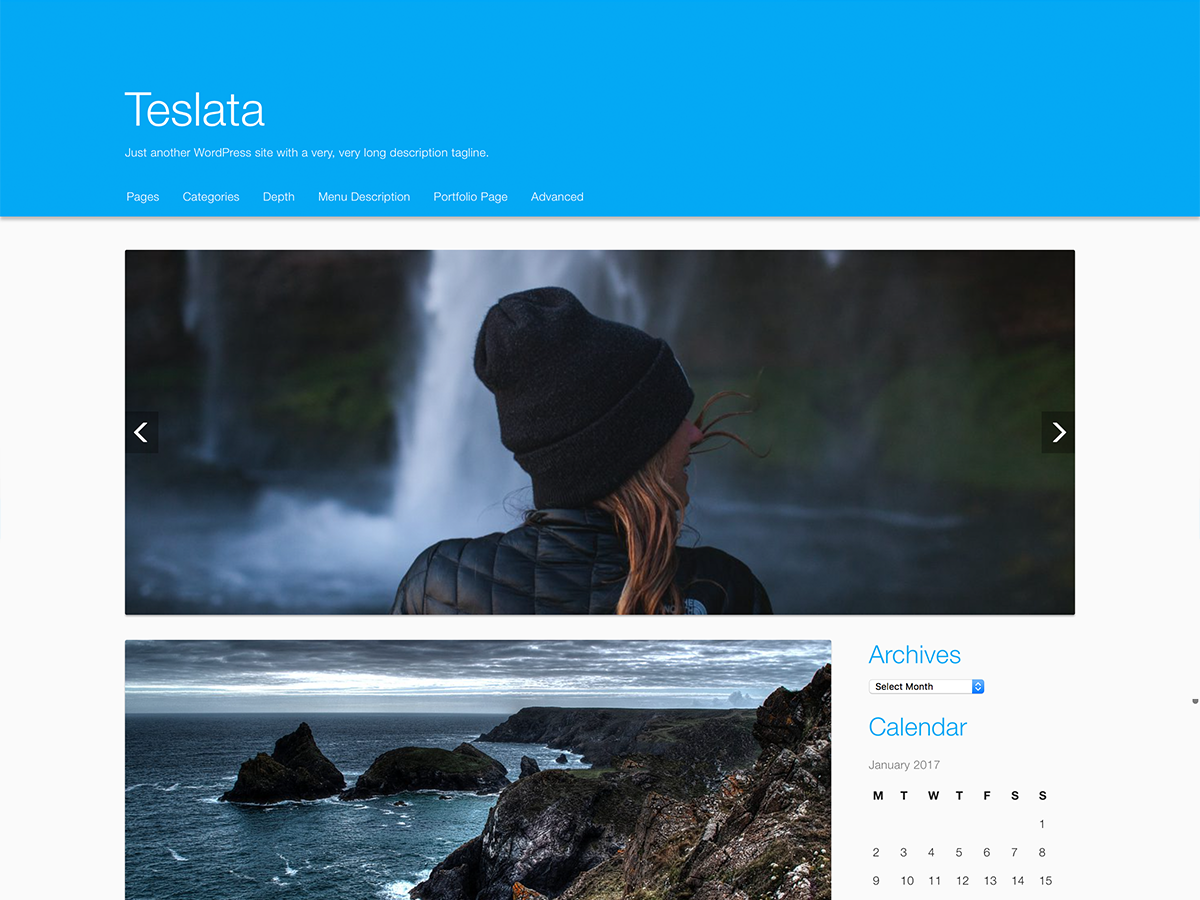 Teslata
Just another WordPress site with a very, very long description tagline.
Pages Categories Depth Menu Description Portfolio Page Advanced
THE
NORTH
Archives
Select Month
Calendar
January 2017
M T W T F S S
1
2 3 4 5 6 7 8
9 10 11 12 13 14 15